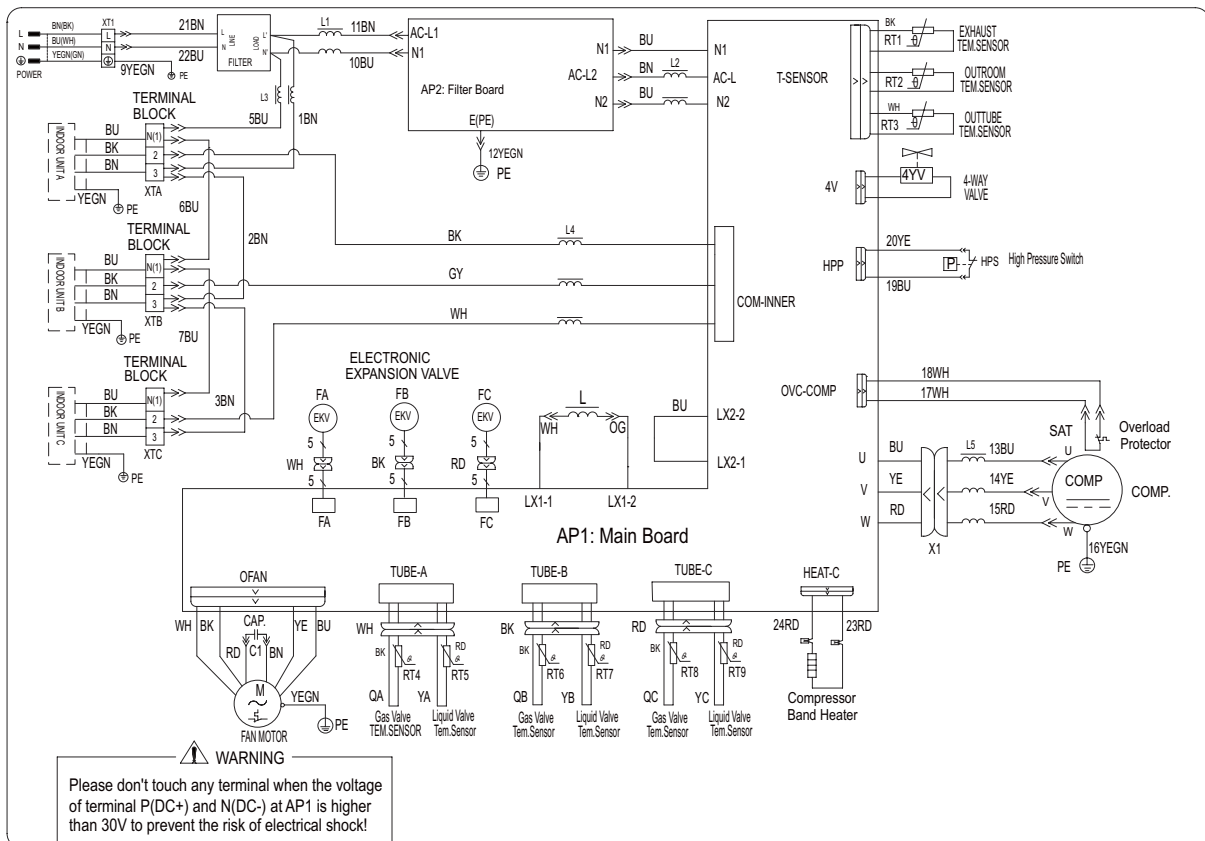 L
BN(BK)
XT1
L
21BN
N
BU(WH)
N
22BU
YEGN(GN)
POWER
9YEGN
PE
L
LINE
LOAD
L'
N
N'
FILTER
L1
11BN
10BU
L3
5BU
1BN
AC-L1
N1
AP2: Filter Board
N1
AC-L2
N2
E(PE)
12YEGN
PE
BU
BN
L2
BU
N1
AC-L
N2
T-SENSOR
BK
RT1
EXHAUST
TEM.SENSOR
RT2
OUTROOM
TEM.SENSOR
WH
RT3
OUTTUBE
TEM.SENSOR
4V
4YV
4-WAY
VALVE
HPP
20YE
19BU
P
HPS
High Pressure Switch
TERMINAL
BLOCK
INDOOR UNIT A
BU
BK
BN
N(1)
2
3
XTA
YEGN
PE
6BU
2BN
TERMINAL
BLOCK
INDOOR UNIT B
BU
BK
BN
N(1)
2
3
XTB
YEGN
PE
7BU
3BN
TERMINAL
BLOCK
INDOOR UNIT C
BU
BK
BN
N(1)
2
3
XTC
YEGN
PE
BK
L4
GY
WH
COM-INNER
ELECTRONIC
EXPANSION VALVE
FA
FB
FC
EKV
EKV
EKV
5
5
5
WH
BK
RD
5
5
5
FA
FB
FC
L
WH
OG
LX1-1
LX1-2
BU
LX2-2
LX2-1
OVC-COMP
18WH
17WH
SAT
Overload
Protector
U
BU
L5
13BU
U
V
YE
14YE
V
W
RD
15RD
W
X1
COMP
COMP.
16YEGN
PE
AP1: Main Board
OFAN
WH
BK
CAP.
YE
BU
RD
C1
BN
M
YEGN
PE
FAN MOTOR
TUBE-A
WH
BK
RT4
RD
RT5
QA
YA
Gas Valve
TEM.SENSOR
Liquid Valve
Tem.Sensor
TUBE-B
BK
BK
RT6
RD
RT7
QB
YB
Gas Valve
Tem.Sensor
Liquid Valve
Tem.Sensor
TUBE-C
RD
BK
RT8
RD
RT9
QC
YC
Gas Valve
Tem.Sensor
Liquid Valve
Tem.Sensor
HEAT-C
24RD
23RD
Compressor
Band Heater
WARNING
Please don't touch any terminal when the voltage
of terminal P(DC+) and N(DC-) at AP1 is higher
than 30V to prevent the risk of electrical shock!